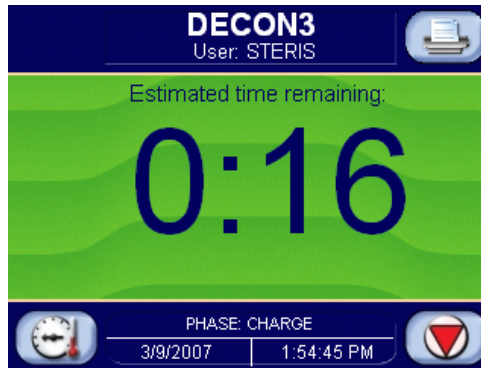 DECON3
User: STERIS
Estimated time remaining:
0:16
PHASE: CHARGE
3/9/2007 1:54:45 PM